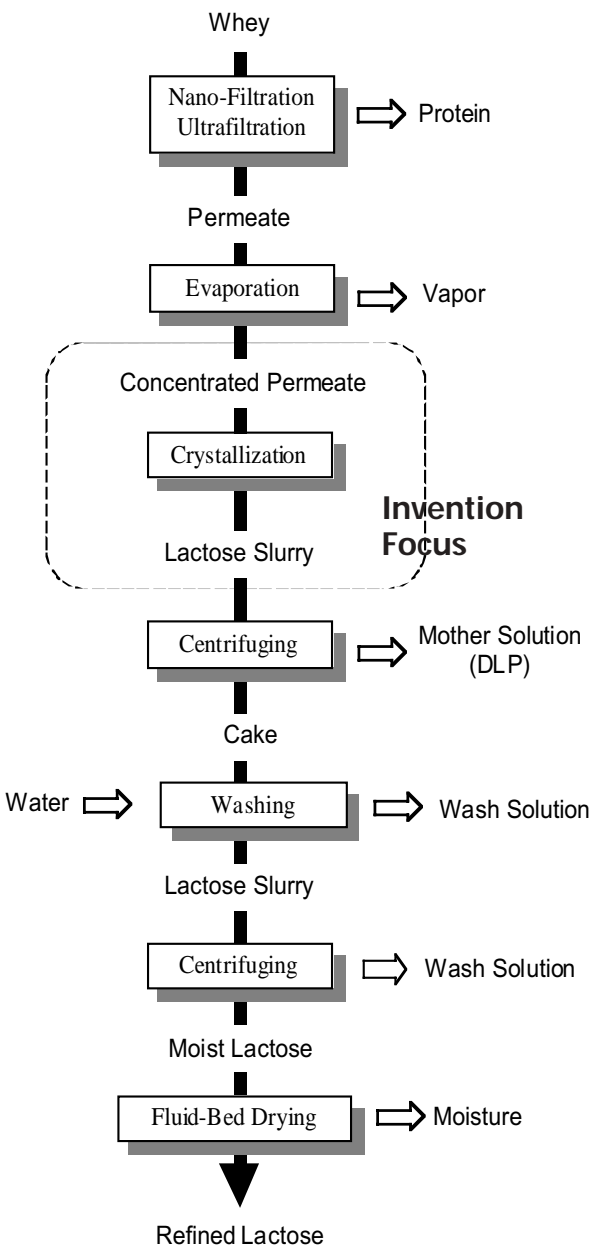 Whey
Nano-Filtration
Ultrafiltration
Protein
Permeate
Evaporation
Vapor
Concentrated Permeate
Crystallization
Invention
Focus
Lactose Slurry
Centrifuging
Mother Solution
(DLP)
Cake
Water
Washing
Wash Solution
Lactose Slurry
Centrifuging
Wash Solution
Moist Lactose
Fluid-Bed Drying
Moisture
Refined Lactose